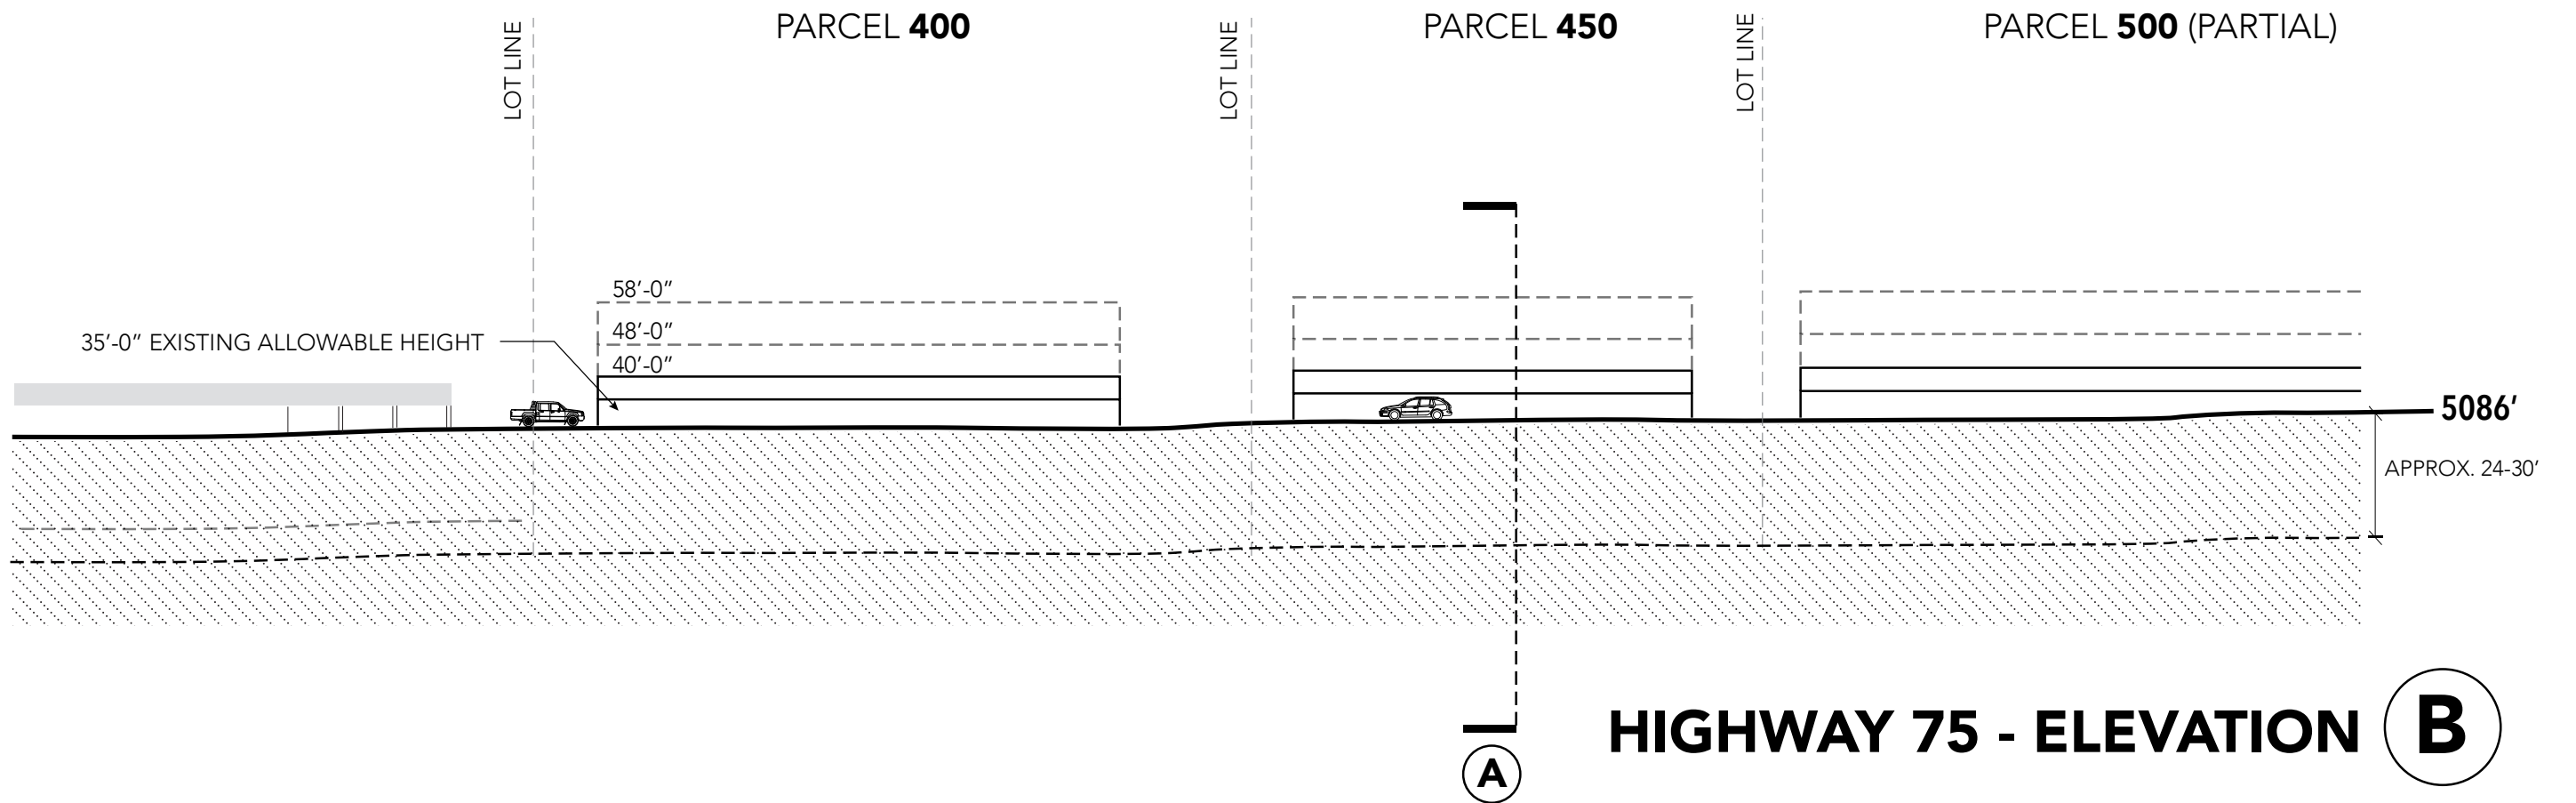 PARCEL 400
PARCEL 450
PARCEL 500 (PARTIAL)
LOT LINE
LOT LINE
LOT LINE
58’-0”
48’-0”
40’-0”
35’-0” EXISTING ALLOWABLE HEIGHT
5086’
APPROX. 24-30’
HIGHWAY 75 - ELEVATION B
A